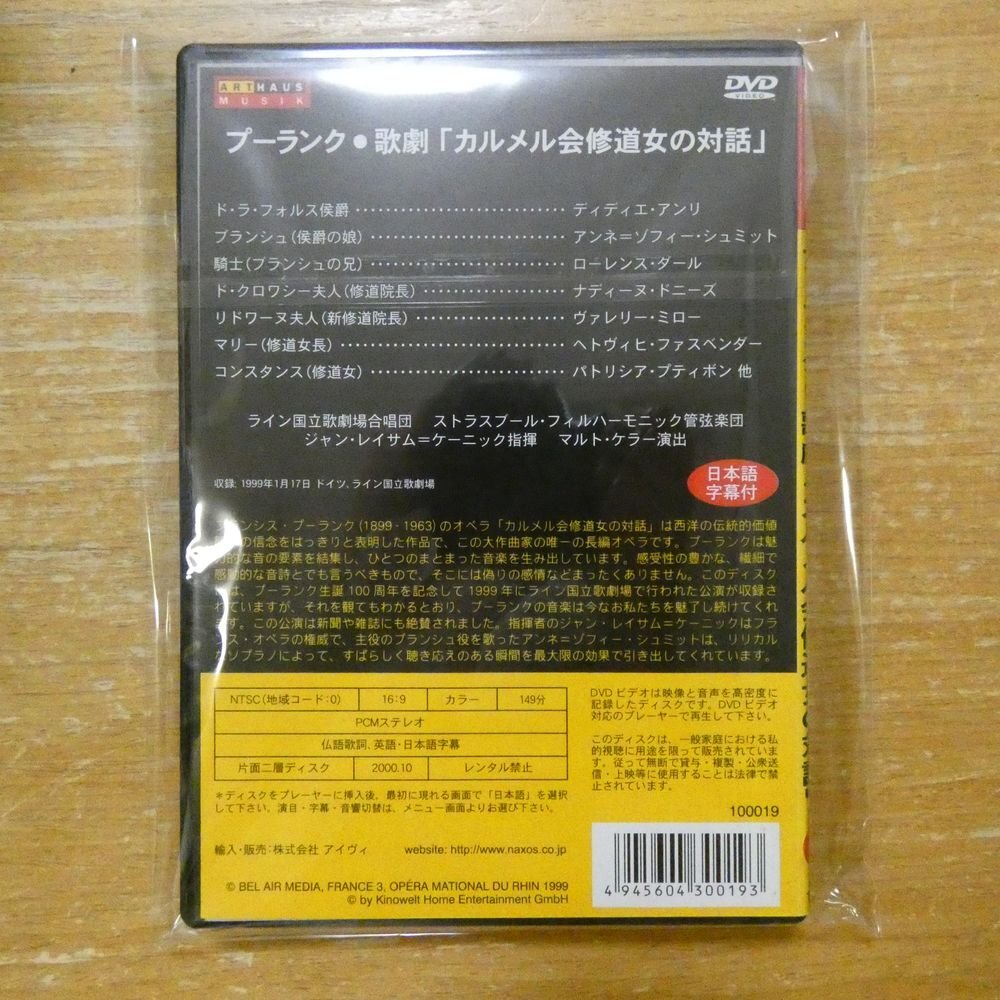 ARTHAUS
MUSIK
DVD
VIDEO
プーランク●歌劇「カルメル会修道女の対話」
ド・ラ・フォルス侯爵 ディディエ・アンリ
ブランシュ(侯爵の娘) アンネ=ゾフィー・シュミット
騎士(ブランシュの兄) ローレンス・ダール
ド・クロワシー夫人(修道院長) ナディーヌ・ドニーズ
リドワーヌ夫人(新修道院長) ヴァレリー・ミロー
マリー(修道女長) ヘトヴィヒ・ファスベンダー
コンスタンス(修道女) パトリシア・プティボン 他
ライン国立歌劇場合唱団 ストラスブール・フィルハーモニック管弦楽団
ジャン・レイサム=ケーニック指揮 マルト・ケラー演出
日本語
字幕付
収録: 1999年1月17日 ドイツ、ライン国立歌劇場
ンシス・プーランク(1899-1963)のオペラ「カルメル会修道女の対話」は西洋の伝統的価値
の信念をはっきりと表明した作品で、この大作曲家の唯一の長編オペラです。プーランクは魅
力的な音の要素を結集し、ひとつのまとまった音楽を生み出しています。感受性の豊かな、繊細で
感動的な音詩とでも言うべきもので、そこには偽りの感情などまったくありません。このディスク
は、プーランク生誕100周年を記念して1999年にライン国立歌劇場で行われた公演が収録さ
れていますが、それを観てもわかるとおり、プーランクの音楽は今なお私たちを魅了し続けてくれ
ます。この公演は新聞や雑誌にも絶賛されました。指揮者のジャン・レイサム=ケーニックはフラ
ンス・オペラの権威で、主役のブランシュ役を歌ったアンネ=ゾフィー・シュミットは、リリカル
なソプラノによって、すばらしく聴き応えのある瞬間を最大限の効果で引き出してくれています。
NTSC(地域コード:0) 16:9 カラー 149分
PCMステレオ
仏語歌詞、英語・日本語字幕
片面二層ディスク 2000.10 レンタル禁止
*ディスクをプレーヤーに挿入後、最初に現れる画面で「日本語」を選択
して下さい。演目・字幕・音響切替は、メニュー画面よりお選び下さい。
輸入・販売:株式会社 アイヴィ website: http://www.naxos.co.jp
© BEL AIR MEDIA, FRANCE 3, OPÉRA MATIONAL DU RHIN 1999
© by Kinowelt Home Entertainment GmbH
DVDビデオは映像と音声を高密度に
記録したディスクです。DVDビデオ
対応のプレーヤーで再生して下さい。
このディスクは、一般家庭における私
的視聴に用途を限って販売されていま
す。従って無断で貸与・複製・公衆送
信・上映等に使用することは法律で禁
止されています。
100019
4 945604 300193